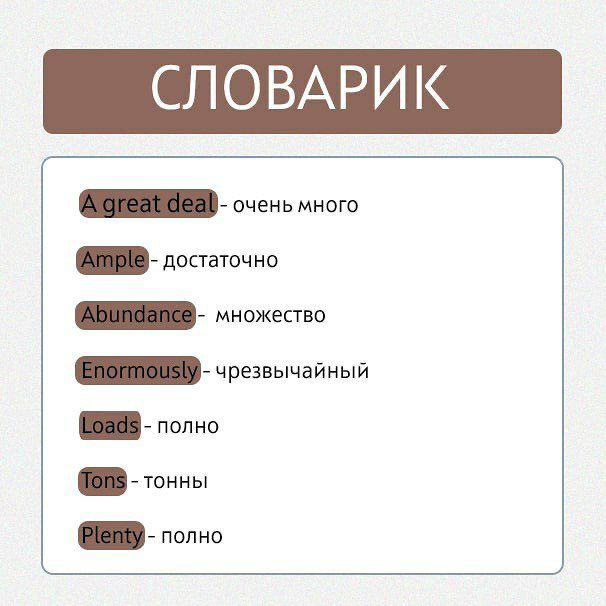 СЛОВАРИК
A great deal - очень много
Ample - достаточно
Abundance - множество
Enormously - чрезвычайный
Loads - полно
Tons - тонны
Plenty - полно